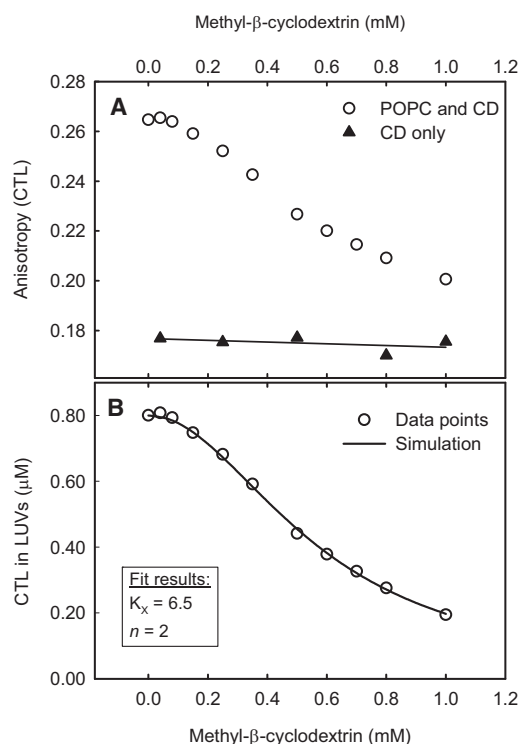 Methyl-β-cyclodextrin (mM)
0.0 0.2 0.4 0.6 0.8 1.0 1.2
A
POPC and CD
CD only
0.28
0.26
0.24
0.22
0.20
0.18
Anisotropy (CTL)
B
Data points
Simulation
0.80
0.60
0.40
0.20
0.00
CTL in LUVs (μM)
Fit results:
Kₓ = 6.5
n = 2
0.0 0.2 0.4 0.6 0.8 1.0 1.2
Methyl-β-cyclodextrin (mM)